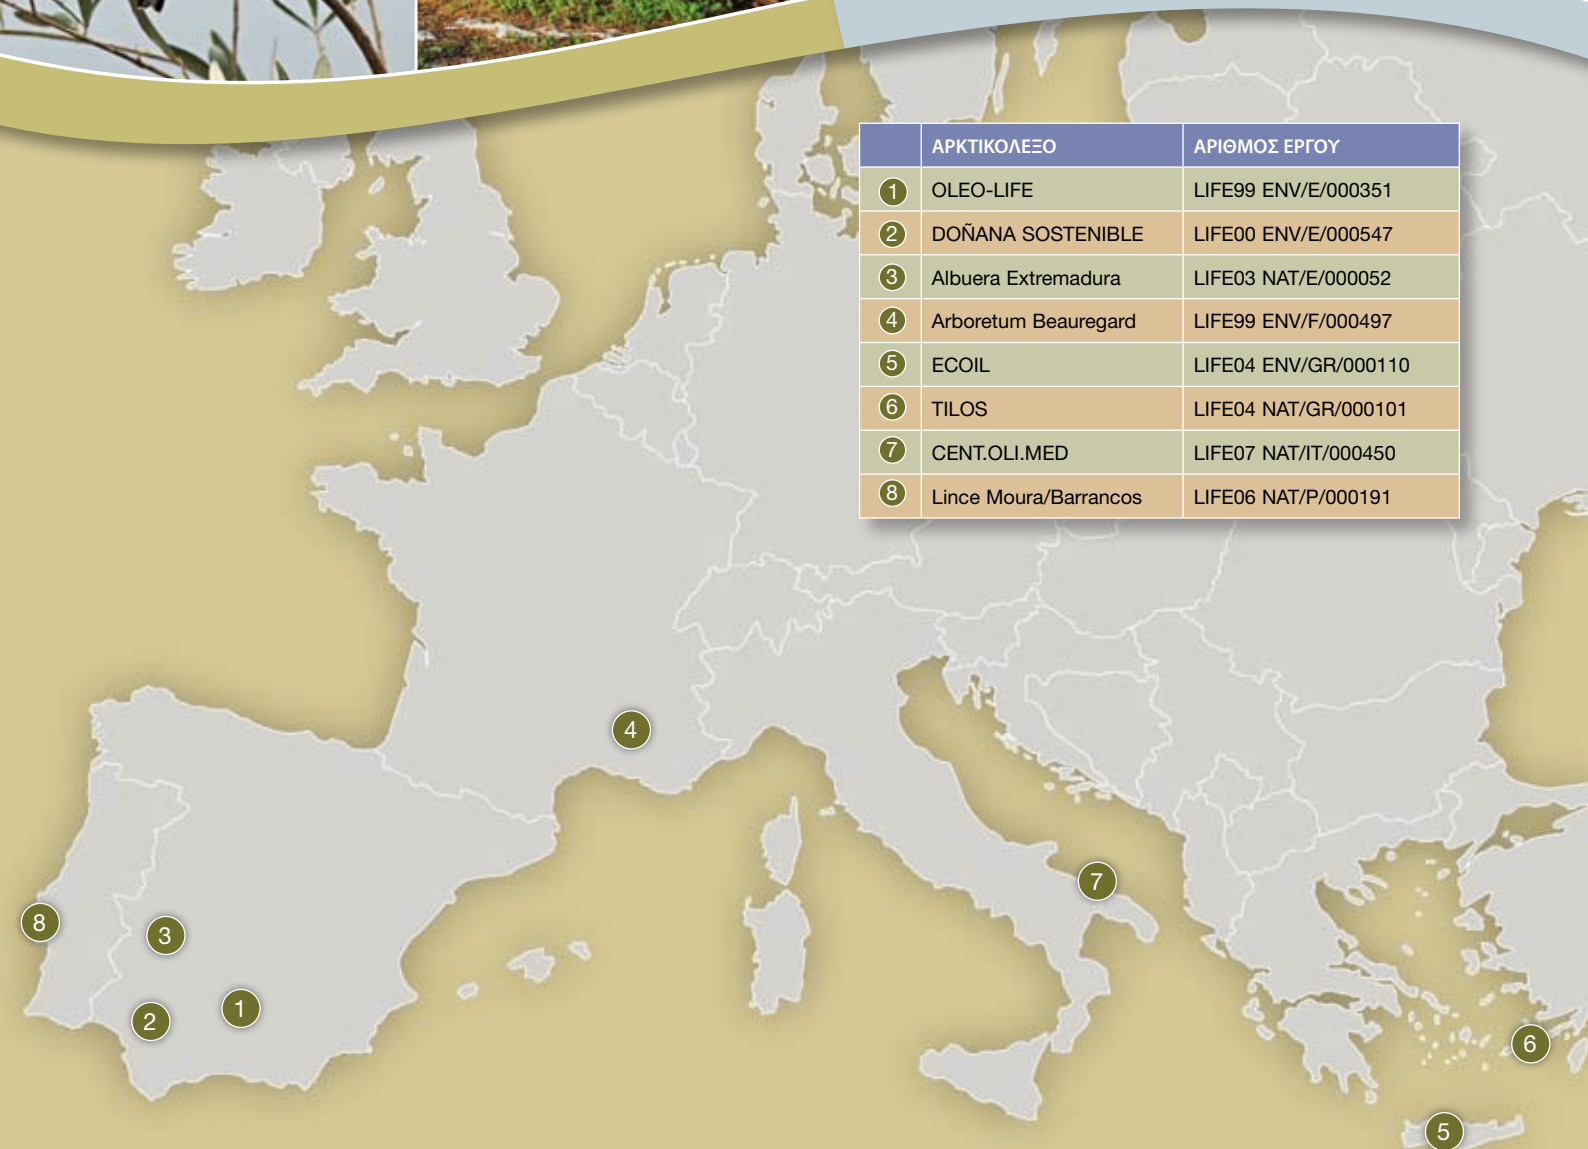 ΑΡΚΤΙΚΟΛΕΞΟ ΑΡΙΘΜΟΣ ΕΡΓΟΥ
1 OLEO-LIFE LIFE99 ENV/E/000351
2 DOÑANA SOSTENIBLE LIFE00 ENV/E/000547
3 Albuera Extremadura LIFE03 NAT/E/000052
4 Arboretum Beauregard LIFE99 ENV/F/000497
5 ECOIL LIFE04 ENV/GR/000110
6 TILOS LIFE04 NAT/GR/000101
7 CENT.OLI.MED LIFE07 NAT/IT/000450
8 Lince Moura/Barrancos LIFE06 NAT/P/000191
4
7
8
3
1
2
6
5